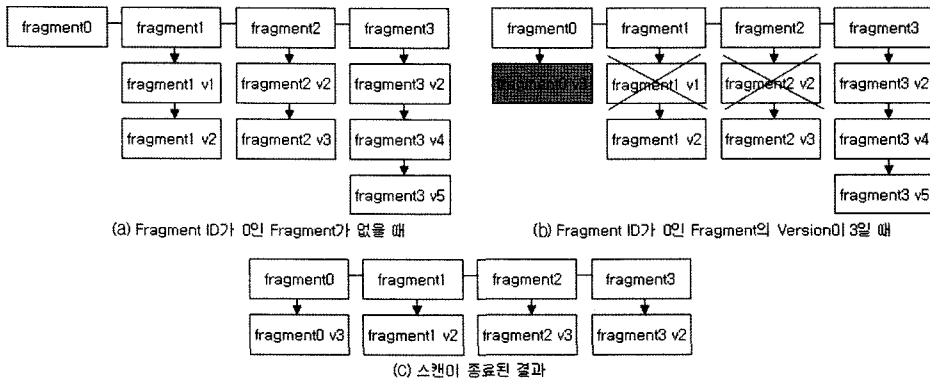 fragment0 fragment1 fragment2 fragment3
fragment1 v1 fragment2 v2 fragment3 v2
fragment1 v2 fragment2 v3 fragment3 v4
fragment3 v5
(a) Fragment ID가 0인 Fragment가 없을 때
fragment0 fragment1 fragment2 fragment3
fragment0 v3 fragment1 v1 fragment2 v2 fragment3 v2
fragment1 v2 fragment2 v3 fragment3 v4
fragment3 v5
(b) Fragment ID가 0인 Fragment의 Version이 3일 때
fragment0 fragment1 fragment2 fragment3
fragment0 v3 fragment1 v2 fragment2 v3 fragment3 v2
(C) 스캔이 종료된 결과